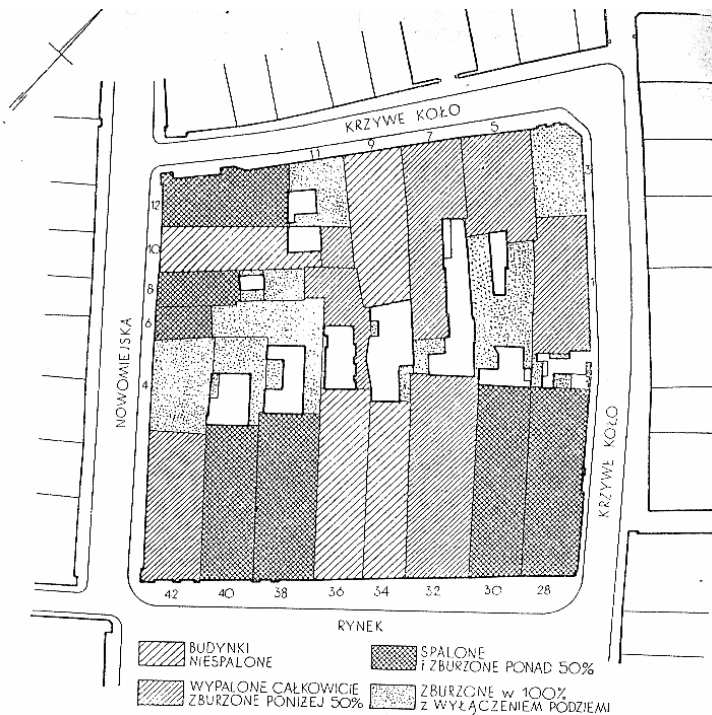 KRZYWE KOŁO
11
9
7
5
3
12
10
8
6
4
1
NOWOMIEJSKA
KRZYWE KOŁO
42 40 38 36 34 32 30 28
RYNEK
BUDYNKI
NIESPALONE
SPALONE
I ZBURZONE PONAD 50%
WYPALONE CAŁKOWICIE
ZBURZONE PONIŻEJ 50%
ZBURZONE w 100%
z WYŁĄCZENIEM PODZIEMI